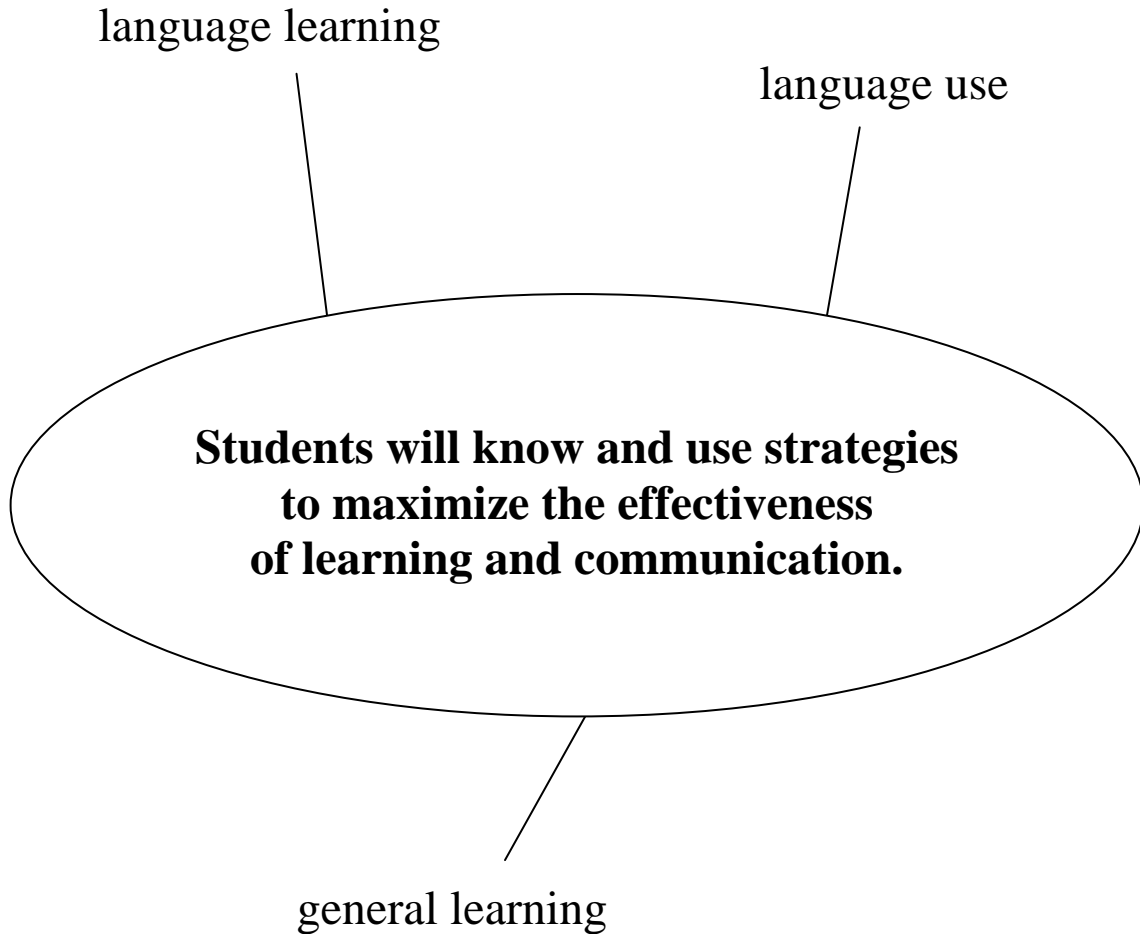 language learning
language use
Students will know and use strategies
to maximize the effectiveness
of learning and communication.
general learning